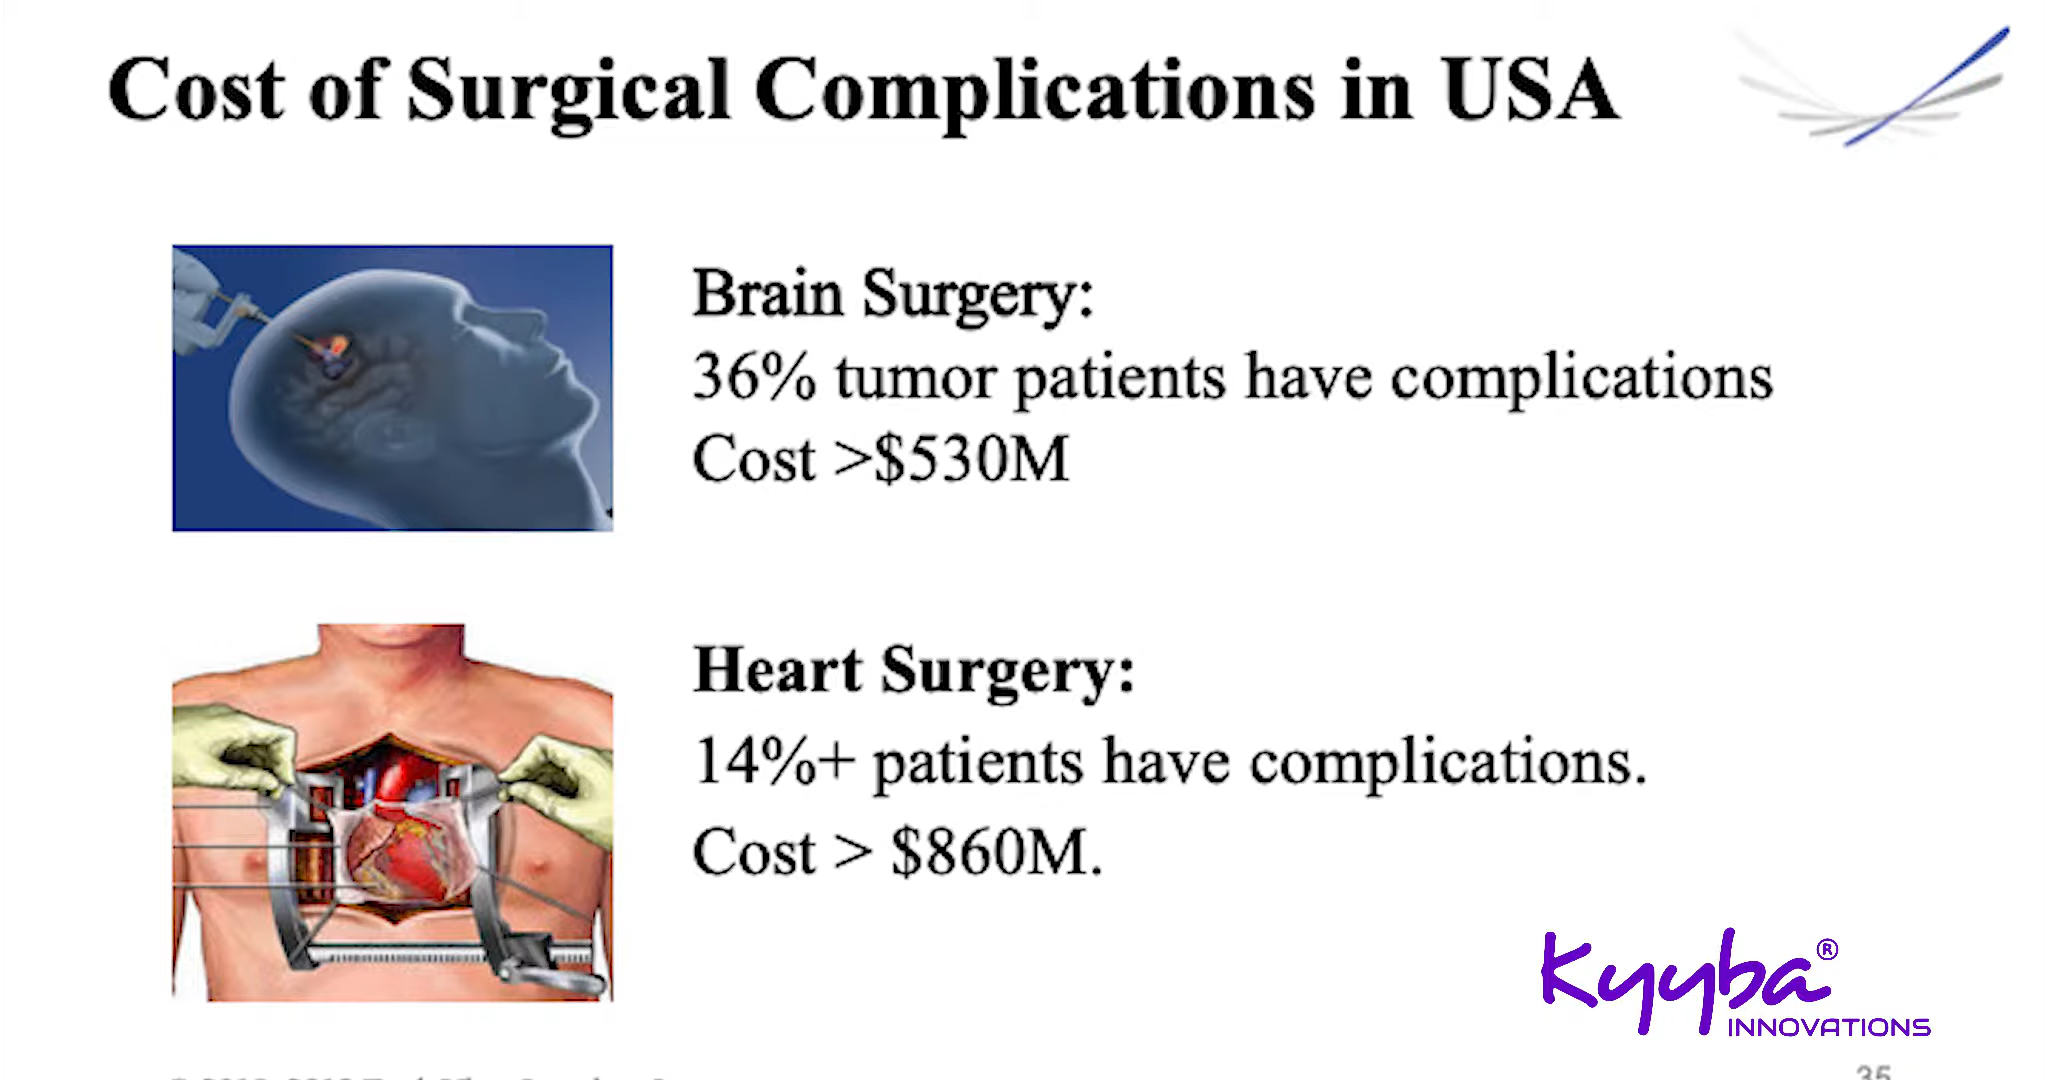 Cost of Surgical Complications in USA
Brain Surgery:
36% tumor patients have complications
Cost >$530M
Heart Surgery:
14%+ patients have complications.
Cost > $860M.
Kyyba®
INNOVATIONS
35